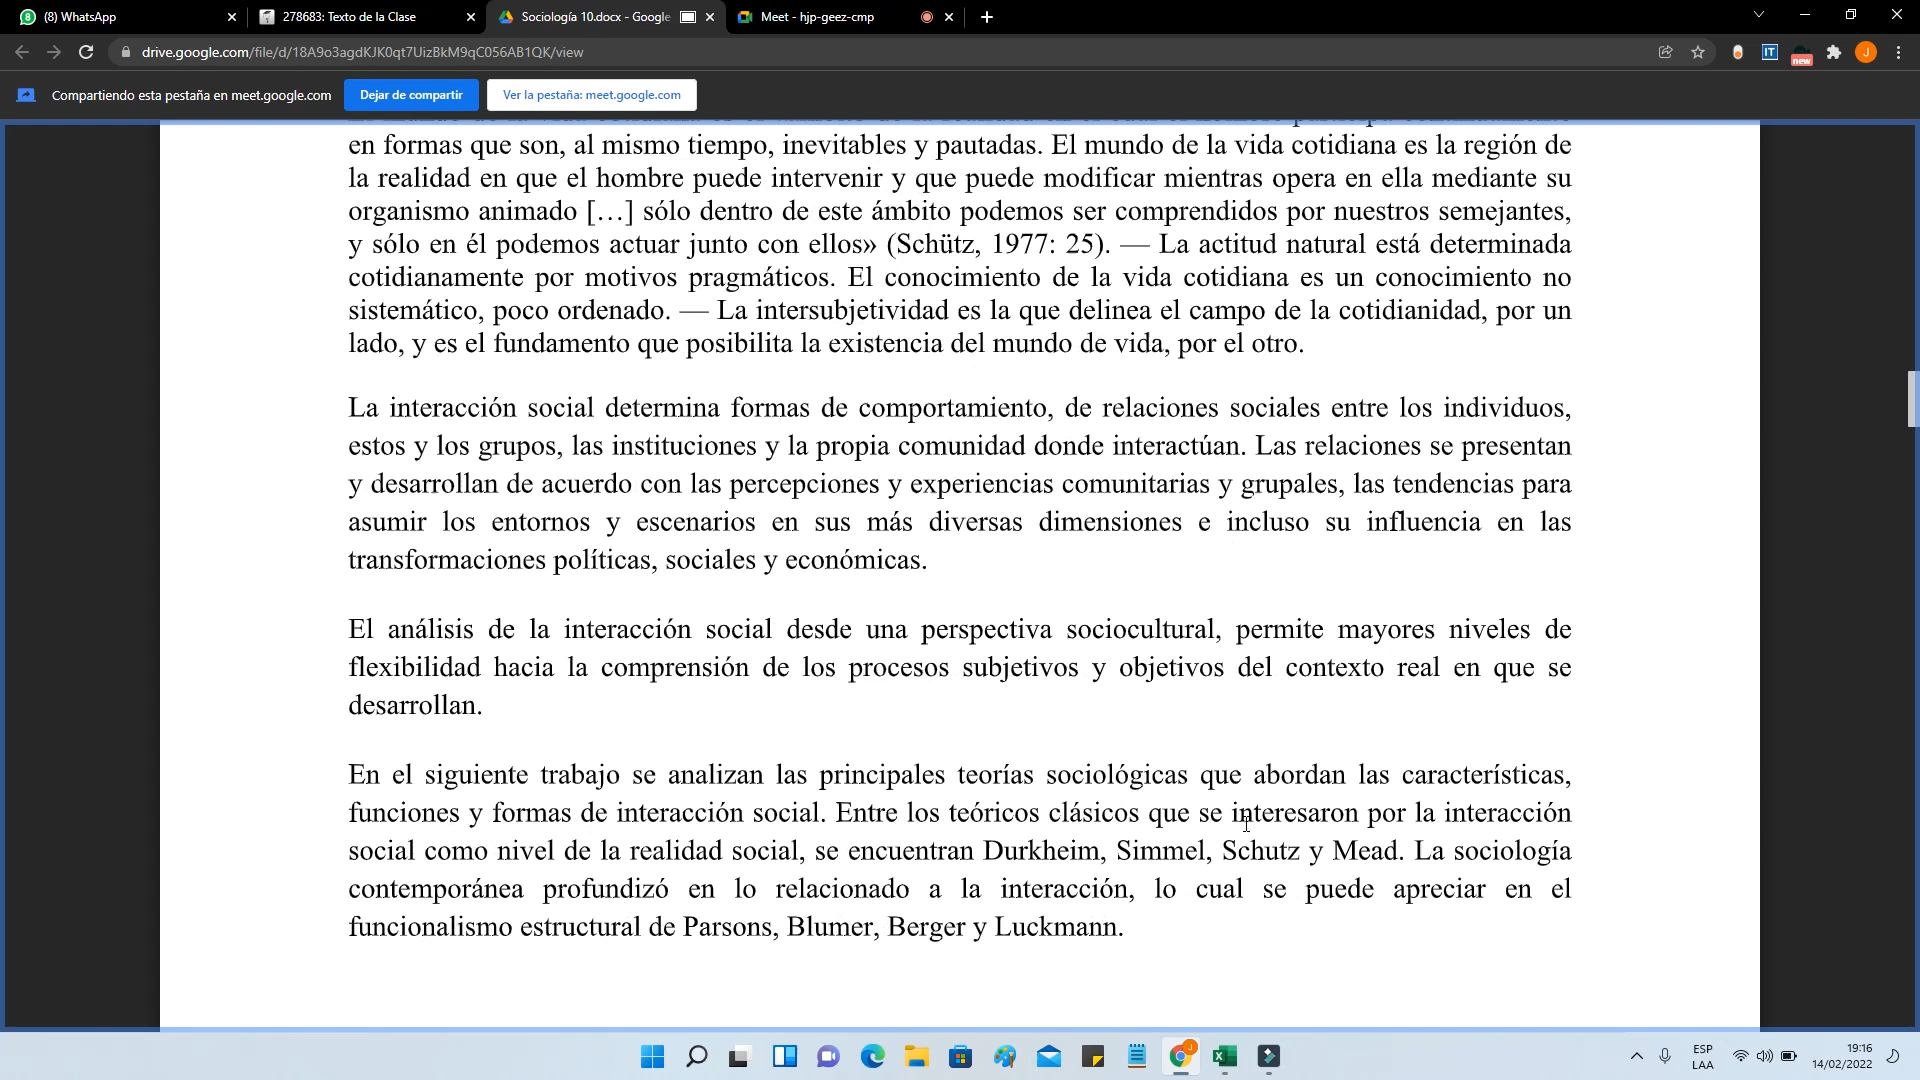 (8) WhatsApp
278683: Texto de la Clase
Sociología 10.docx - Google
Meet - hjp-geez-cmp
drive.google.com/file/d/18A9o3agdKJK0qt7UizBkM9qC056AB1QK/view
IT
new
J
Compartiendo esta pestaña en meet.google.com
Dejar de compartir
Ver la pestaña: meet.google.com
en formas que son, al mismo tiempo, inevitables y pautadas. El mundo de la vida cotidiana es la región de
la realidad en que el hombre puede intervenir y que puede modificar mientras opera en ella mediante su
organismo animado […] sólo dentro de este ámbito podemos ser comprendidos por nuestros semejantes,
y sólo en él podemos actuar junto con ellos» (Schütz, 1977: 25). — La actitud natural está determinada
cotidianamente por motivos pragmáticos. El conocimiento de la vida cotidiana es un conocimiento no
sistemático, poco ordenado. — La intersubjetividad es la que delinea el campo de la cotidianidad, por un
lado, y es el fundamento que posibilita la existencia del mundo de vida, por el otro.
La interacción social determina formas de comportamiento, de relaciones sociales entre los individuos,
estos y los grupos, las instituciones y la propia comunidad donde interactúan. Las relaciones se presentan
y desarrollan de acuerdo con las percepciones y experiencias comunitarias y grupales, las tendencias para
asumir los entornos y escenarios en sus más diversas dimensiones e incluso su influencia en las
transformaciones políticas, sociales y económicas.
El análisis de la interacción social desde una perspectiva sociocultural, permite mayores niveles de
flexibilidad hacia la comprensión de los procesos subjetivos y objetivos del contexto real en que se
desarrollan.
En el siguiente trabajo se analizan las principales teorías sociológicas que abordan las características,
funciones y formas de interacción social. Entre los teóricos clásicos que se interesaron por la interacción
social como nivel de la realidad social, se encuentran Durkheim, Simmel, Schutz y Mead. La sociología
contemporánea profundizó en lo relacionado a la interacción, lo cual se puede apreciar en el
funcionalismo estructural de Parsons, Blumer, Berger y Luckmann.
ESP
LAA
19:16
14/02/2022